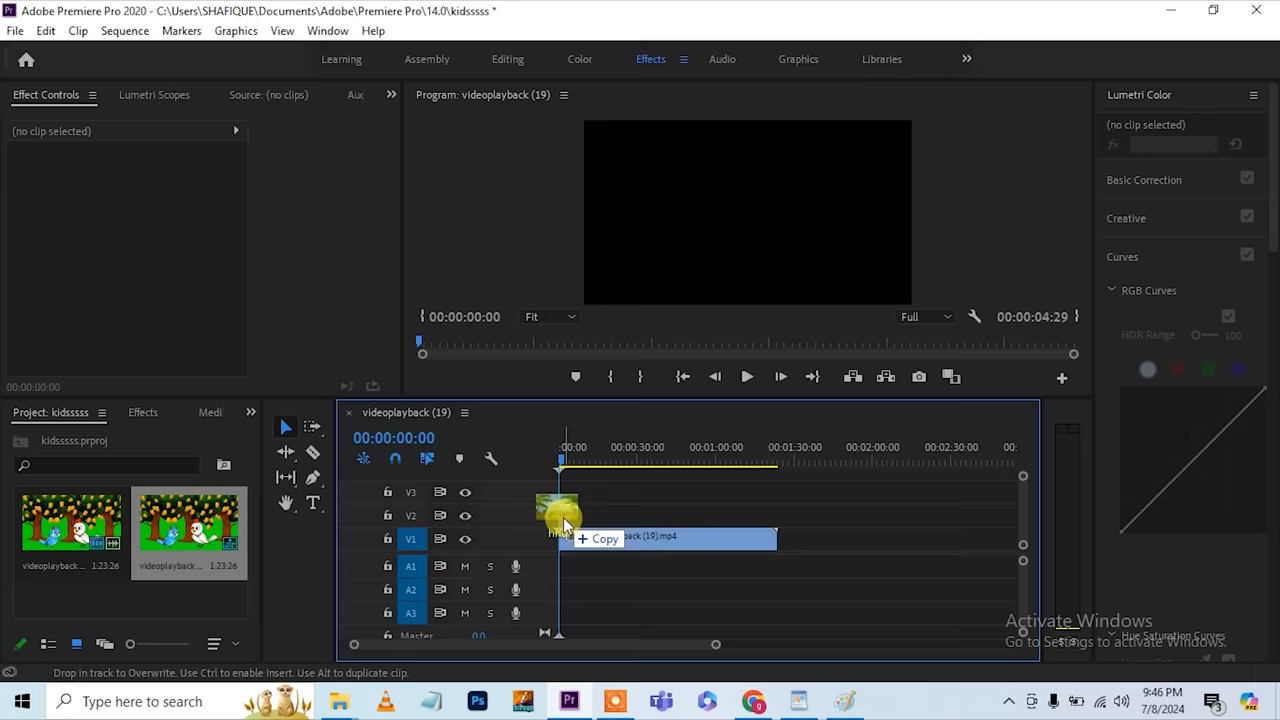 Adobe Premiere Pro 2020 - C:\Users\SHAFIQUE\Documents\Adobe\Premiere Pro\14.0\kidsssss *
File Edit Clip Sequence Markers Graphics View Window Help
Learning Assembly Editing Color Effects Audio Graphics Libraries
Effect Controls Lumetri Scopes Source: (no clips) Auc
Program: videoplayback (19)
Lumetri Color
(no clip selected)
(no clip selected)
fx
Basic Correction
Creative
Curves
RGB Curves
HDR Range 100
00:00:00:00 Fit Full 00:00:04:29
00:00:00:00
Project: kidsssss Effects Medi
kidsssss.prproj
videoplayback ... 1:23:26 videoplayback ... 1:23:26
videoplayback (19)
00:00:00:00
:00:00 00:00:30:00 00:01:00:00 00:01:30:00 00:02:00:00 00:02:30:00 00:
V3
V2
V1 back (19).mp4
Copy
A1 M S
A2 M S
A3 M S
Master 0.0
S S
Hue Saturation Curves
Activate Windows
Go to Settings to activate Windows.
Drop in track to Overwrite. Use Ctrl to enable Insert. Use Alt to duplicate clip.
Type here to search
9:46 PM
7/8/2024
3